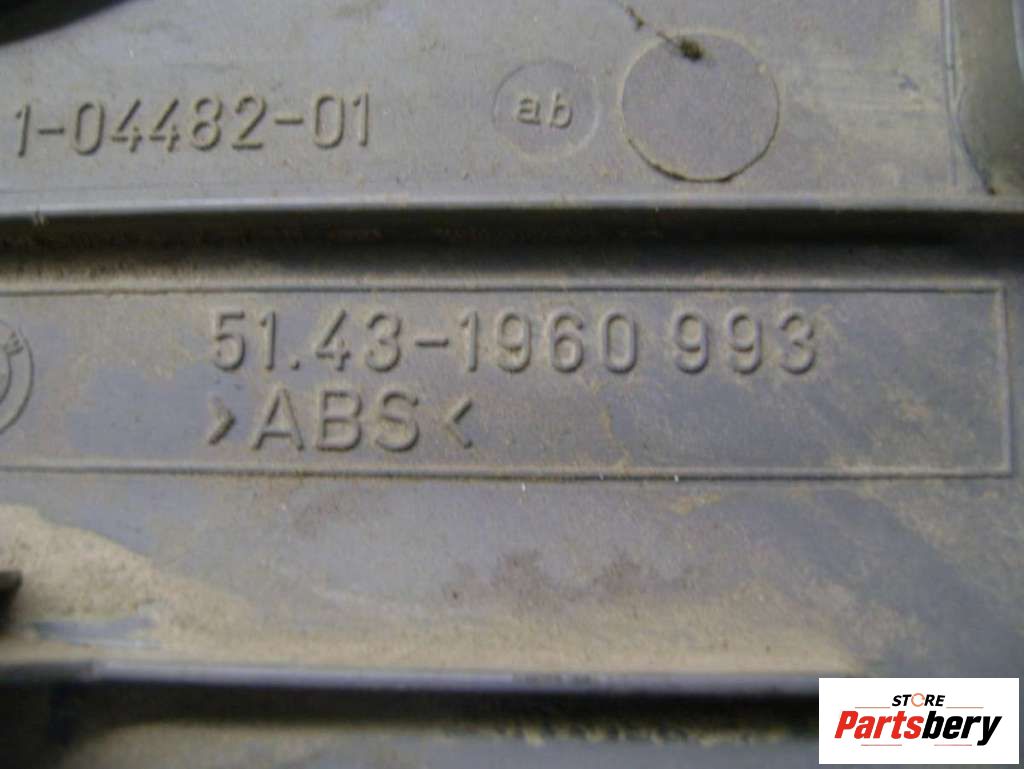 1-04482-01
ab
51.43-1960 993
>ABS<
STORE
Partsbery